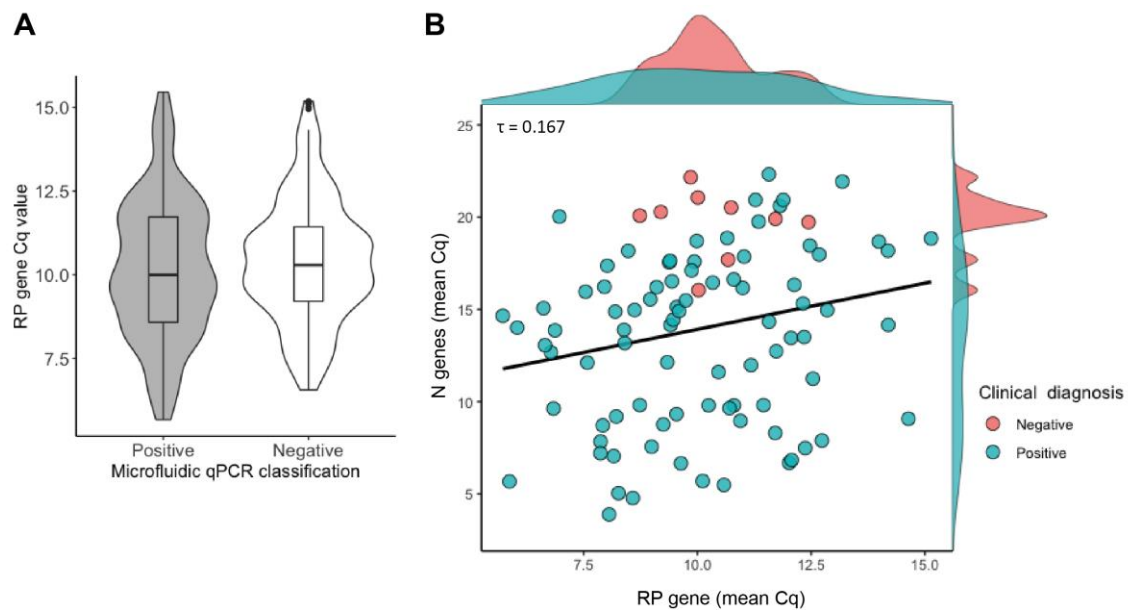 A
RP gene Cq value
15.0
12.5
10.0
7.5
Positive Negative
Microfluidic qPCR classification
B
τ = 0.167
N genes (mean Cq)
25
20
15
10
5
7.5 10.0 12.5 15.0
RP gene (mean Cq)
Clinical diagnosis
Negative
Positive